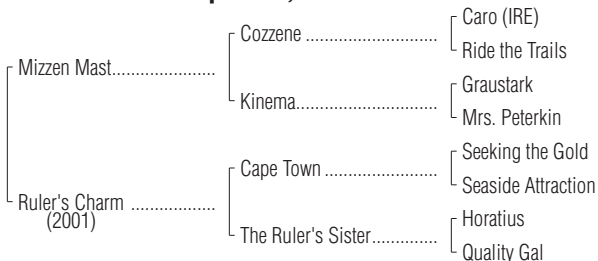 Caro (IRE)
Cozzene
Ride the Trails
Mizzen Mast
Graustark
Kinema
Mrs. Peterkin
Seeking the Gold
Cape Town
Seaside Attraction
Ruler's Charm
(2001)
Horatius
The Ruler's Sister
Quality Gal